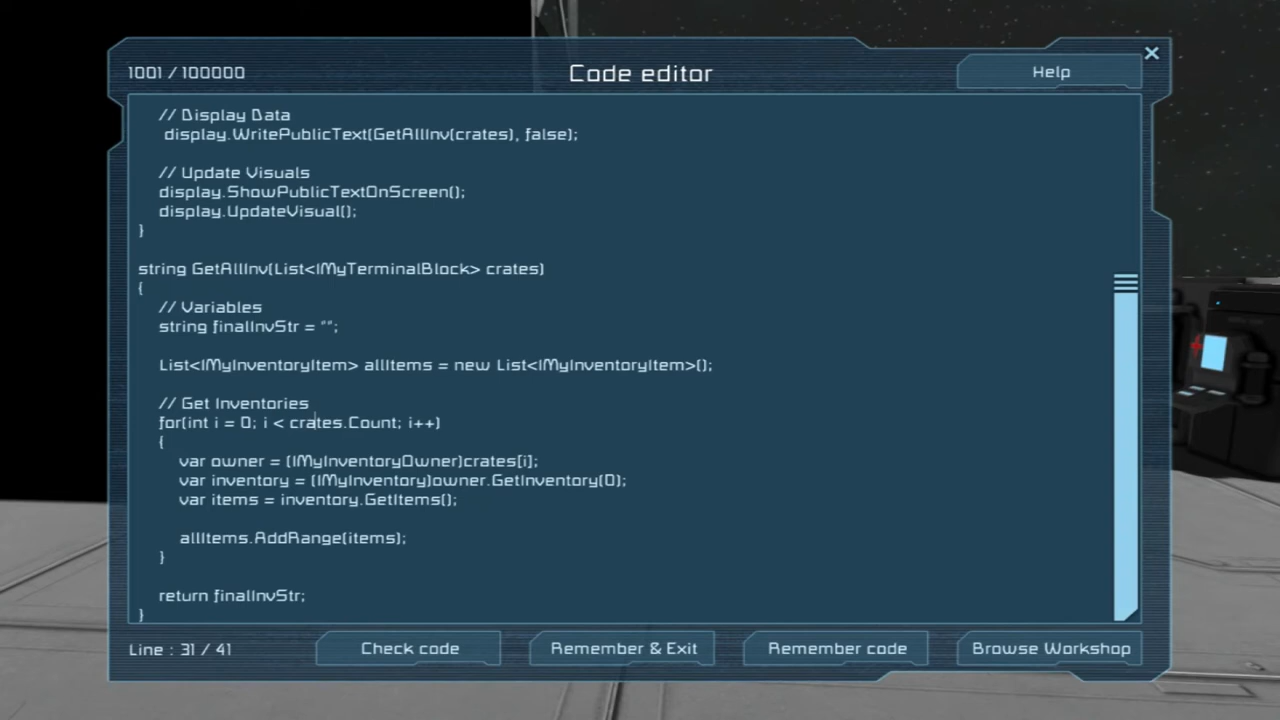 1001 / 100000
Code editor
Help
// Display Data
display.WritePublicText(GetAllInv(crates), false);
// Update Visuals
display.ShowPublicTextOnScreen();
display.UpdateVisual();
}
string GetAllInv(List<IMyTerminalBlock> crates)
{
// Variables
string finalInvStr = "";
List<IMyInventoryItem> allItems = new List<IMyInventoryItem>();
// Get Inventories
for(int i = 0; i < crates.Count; i++)
{
var owner = (IMyInventoryOwner)crates[i];
var inventory = (IMyInventory)owner.GetInventory(0);
var items = inventory.GetItems();
allItems.AddRange(items);
}
return finalInvStr;
}
Line : 31 / 41
Check code
Remember & Exit
Remember code
Browse Workshop